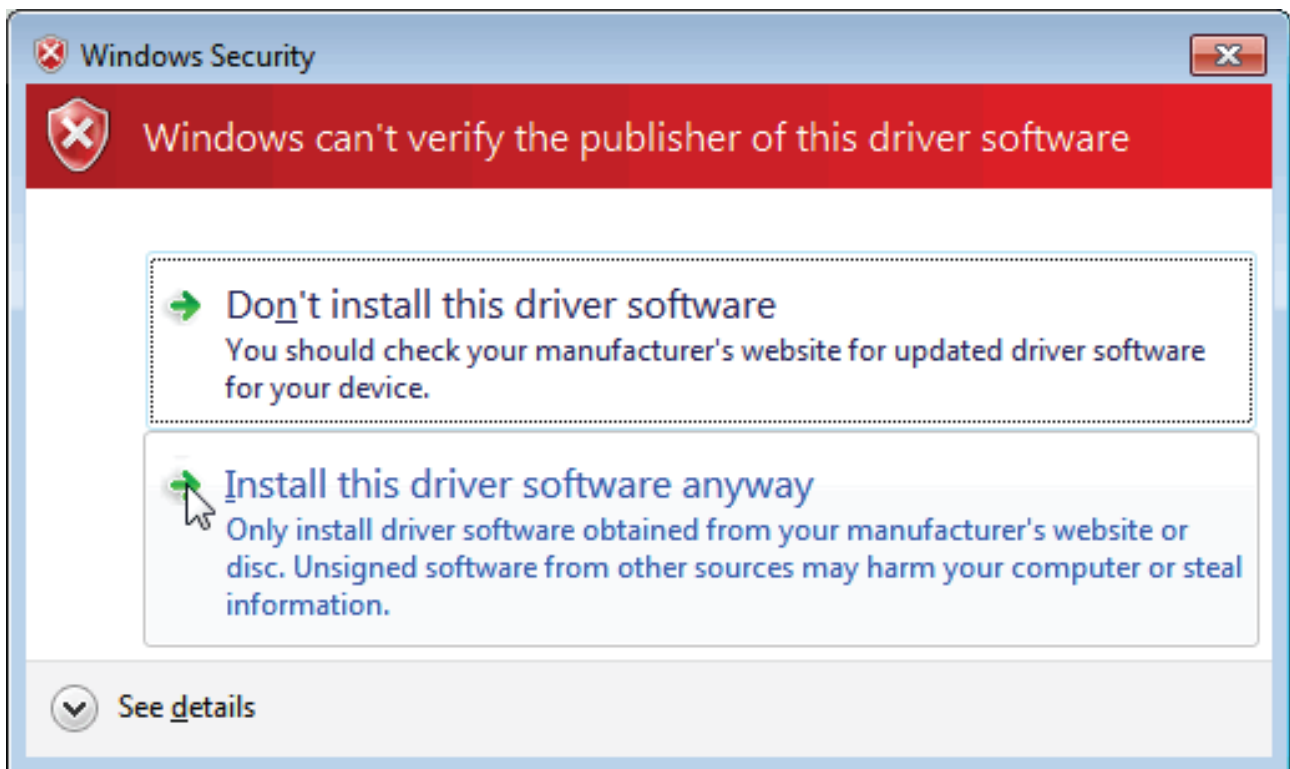 Windows Security
Windows can't verify the publisher of this driver software
Don't install this driver software
You should check your manufacturer's website for updated driver software
for your device.
Install this driver software anyway
Only install driver software obtained from your manufacturer's website or
disc. Unsigned software from other sources may harm your computer or steal
information.
See details